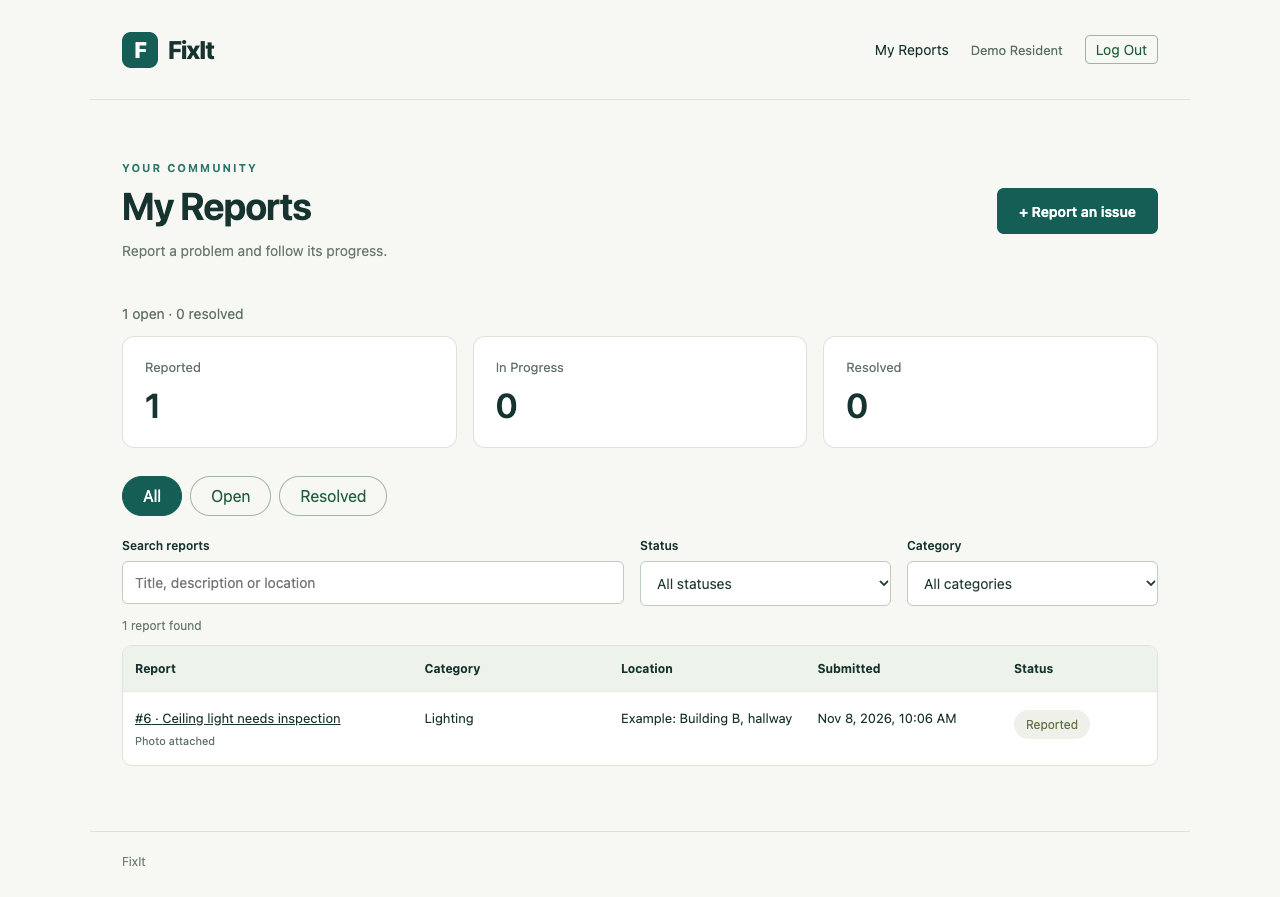 F FixIt
My Reports Demo Resident Log Out
YOUR COMMUNITY
My Reports
+ Report an issue
Report a problem and follow its progress.
1 open · 0 resolved
Reported In Progress Resolved
1 0 0
All Open Resolved
Search reports Status Category
Title, description or location All statuses All categories
1 report found
Report Category Location Submitted Status
#6 · Ceiling light needs inspection Lighting Example: Building B, hallway Nov 8, 2026, 10:06 AM Reported
Photo attached
FixIt